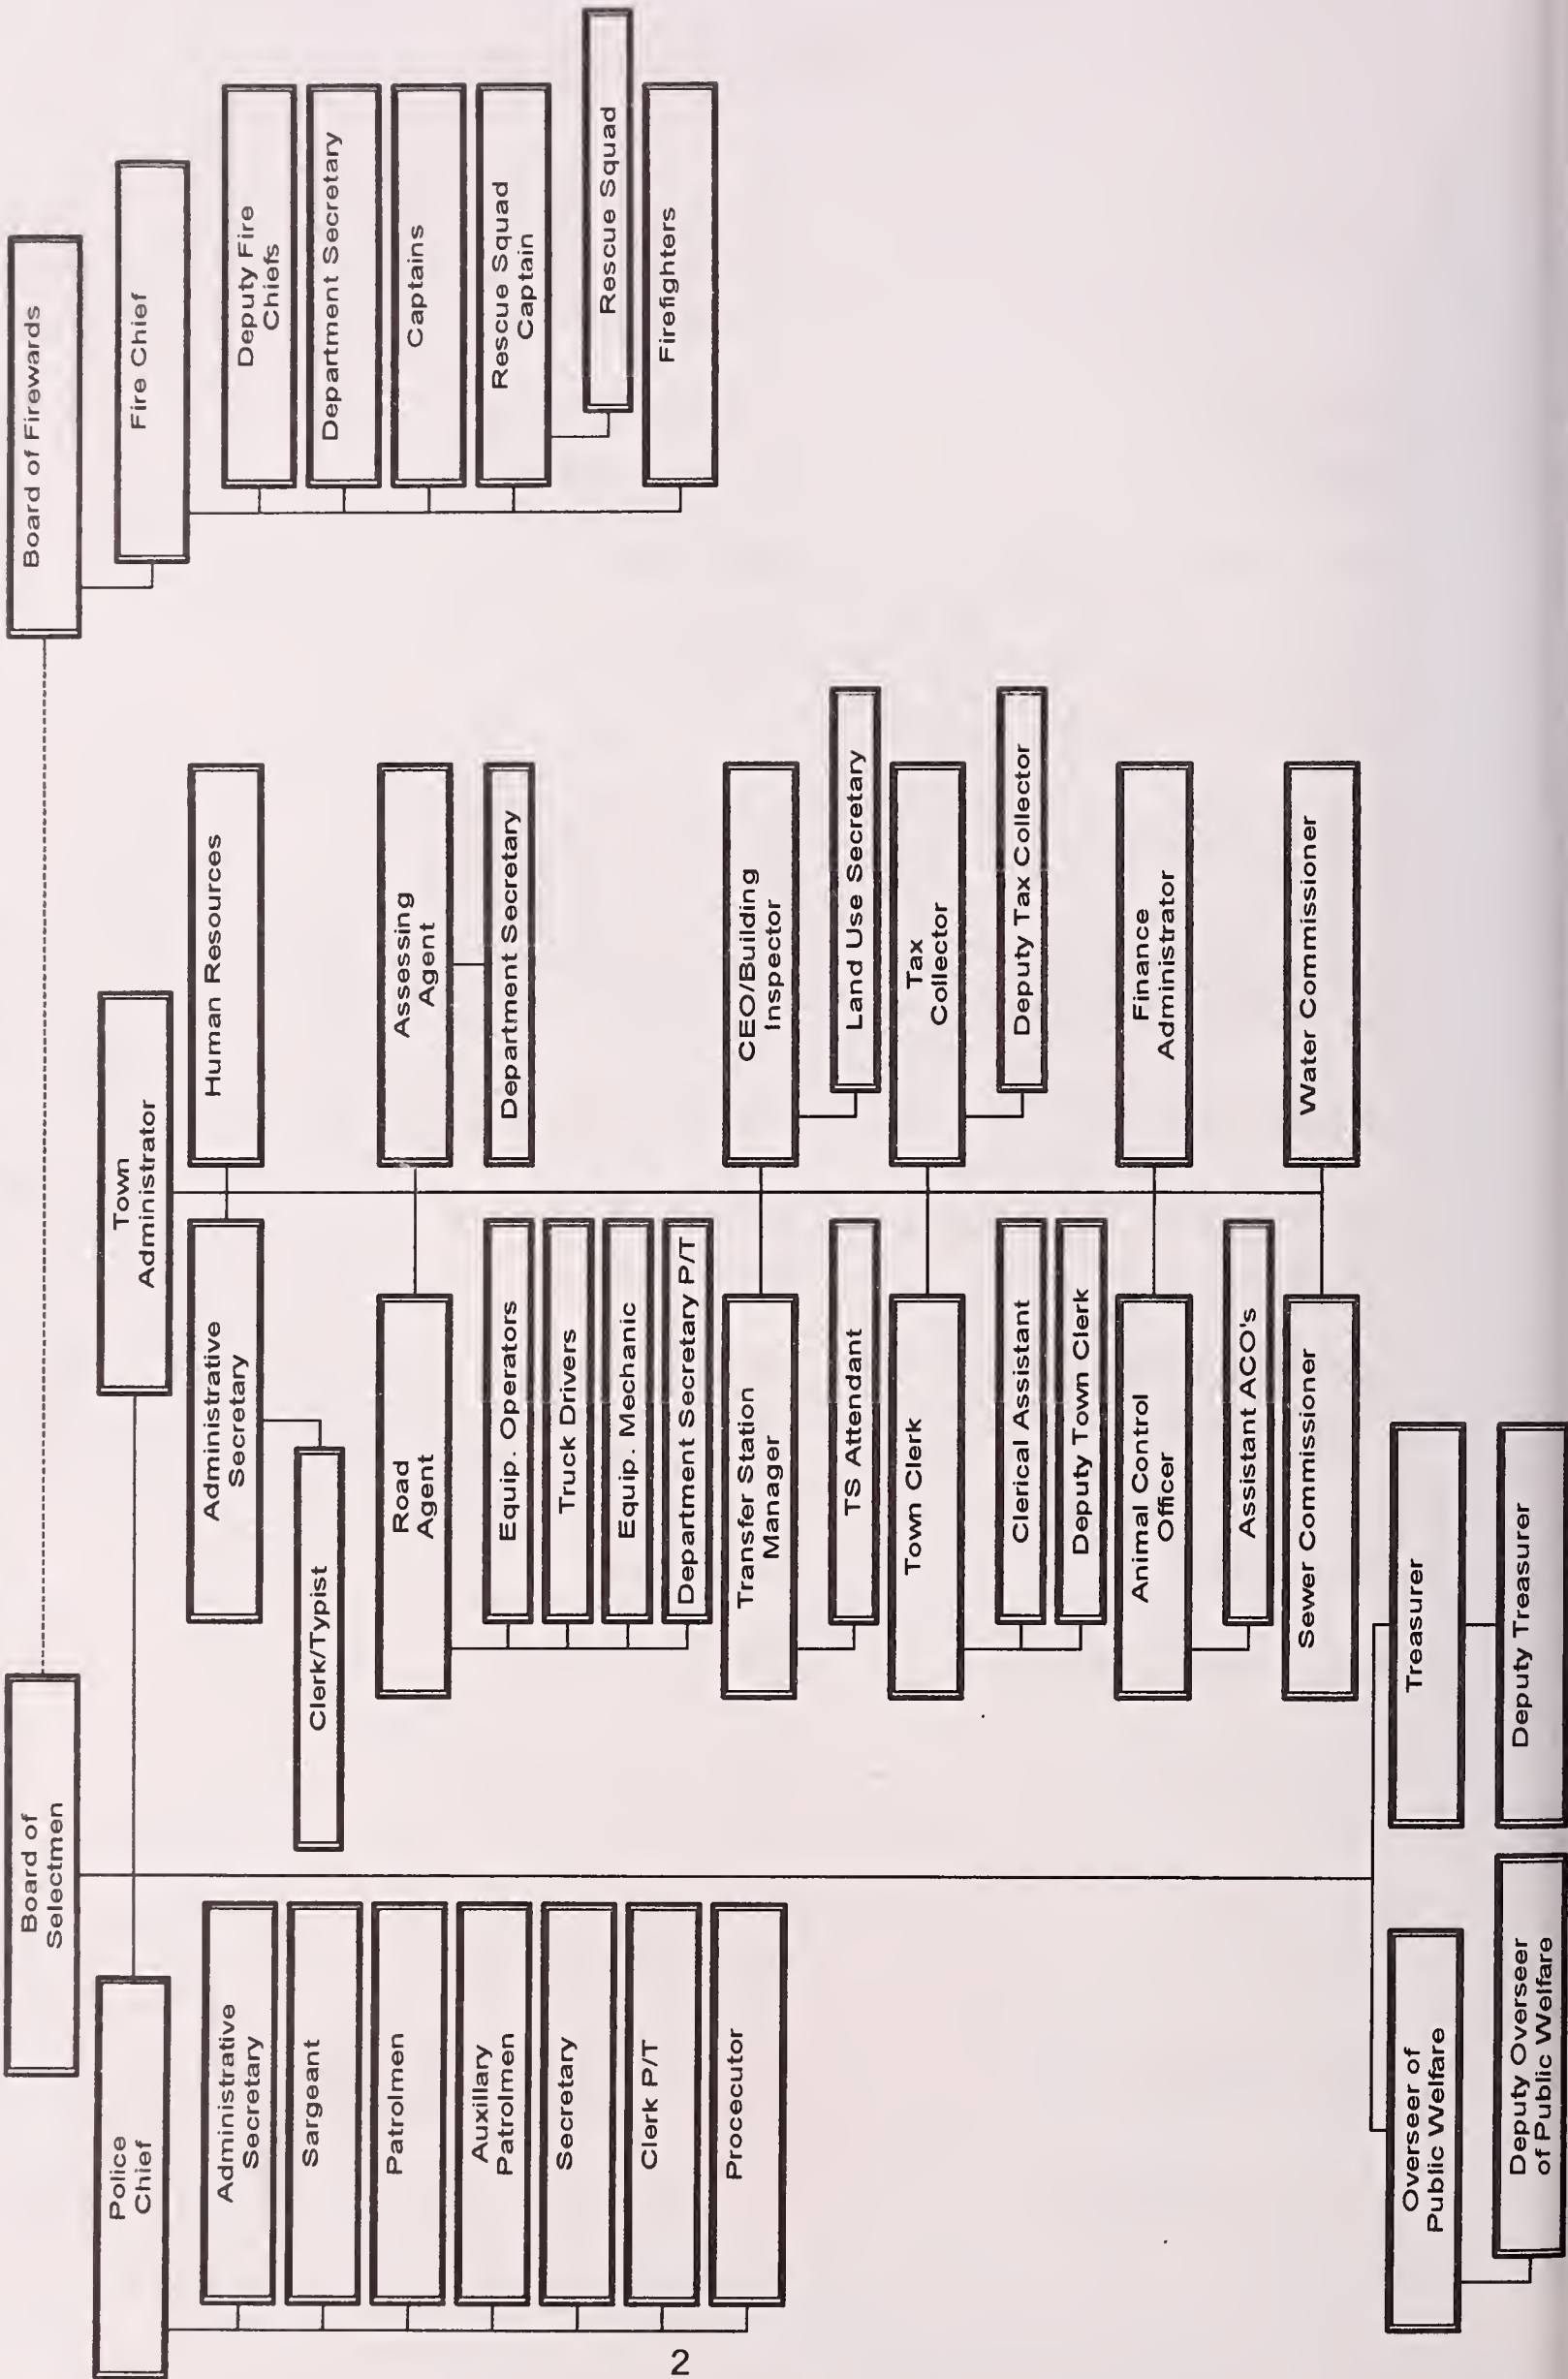 Board of
Selectmen
Board of Firewards
Police
Chief
Administrative
Secretary
Sargeant
Patrolmen
Auxillary
Patrolmen
Secretary
Clerk P/T
Procecutor
Town
Administrator
Administrative
Secretary
Clerk/Typist
Human Resources
Road
Agent
Equip. Operators
Truck Drivers
Equip. Mechanic
Department Secretary P/T
Assessing
Agent
Department Secretary
Transfer Station
Manager
TS Attendant
CEO/Building
Inspector
Land Use Secretary
Town Clerk
Clerical Assistant
Deputy Town Clerk
Tax
Collector
Deputy Tax Collector
Animal Control
Officer
Assistant ACO's
Finance
Administrator
Sewer Commissioner
Water Commissioner
Fire Chief
Deputy Fire
Chiefs
Department Secretary
Captains
Rescue Squad
Captain
Rescue Squad
Firefighters
Overseer of
Public Welfare
Deputy Overseer
of Public Welfare
Treasurer
Deputy Treasurer
2